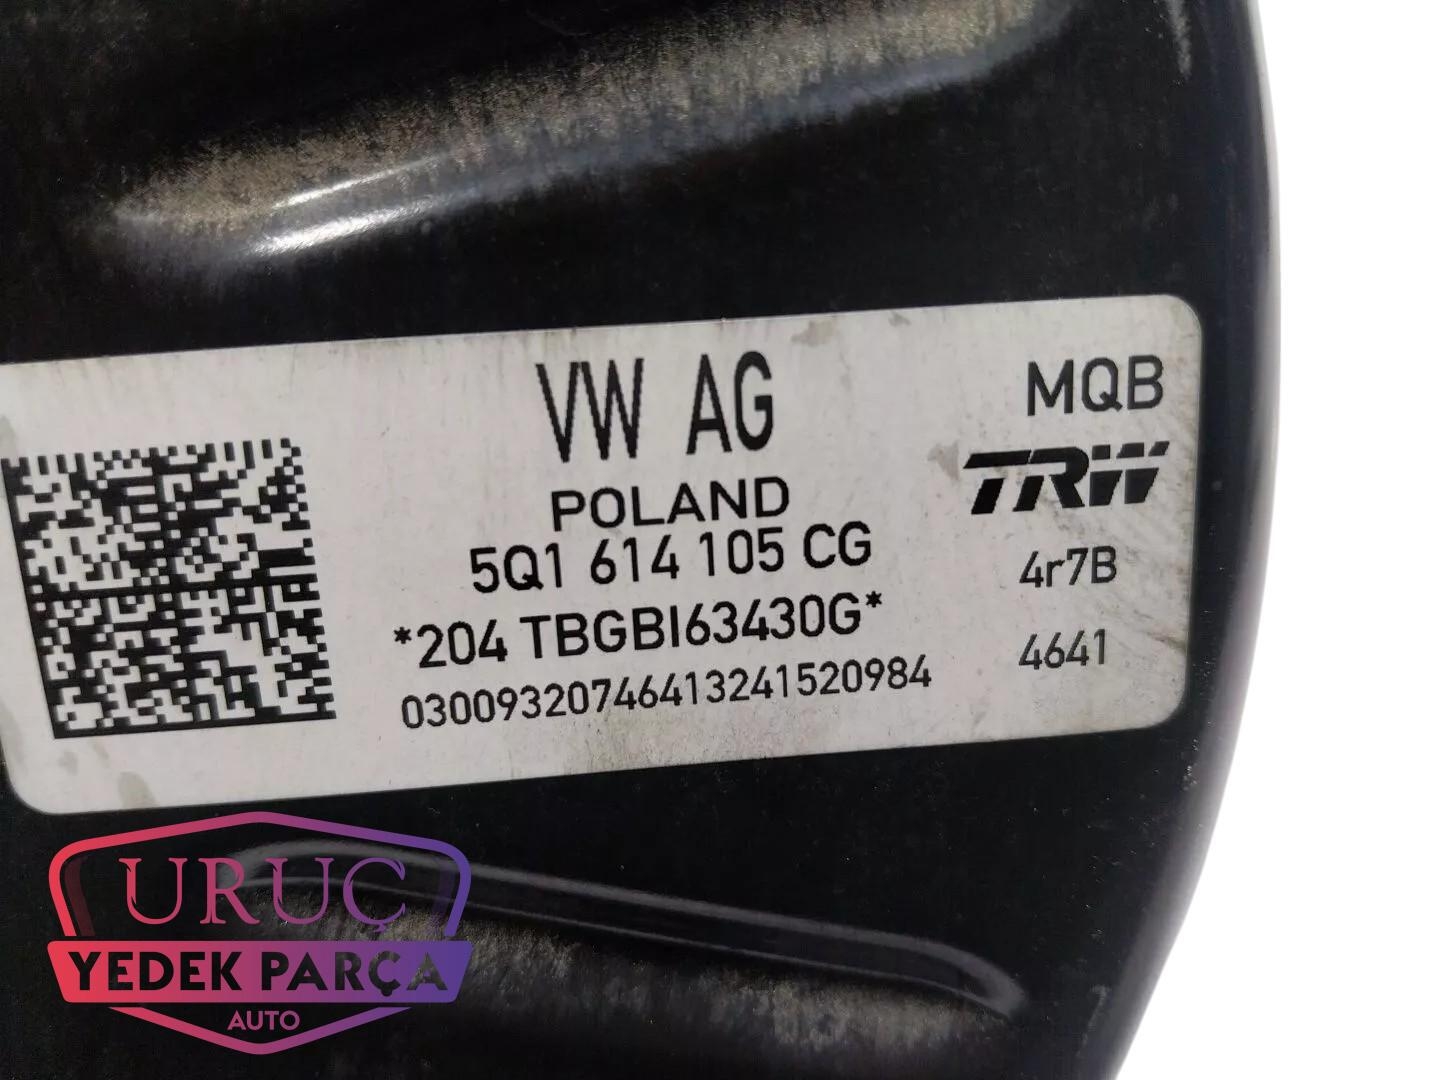 VW AG
MQB
TRW
POLAND
5Q1 614 105 CG
4r7B
*204 TBGBI63430G*
4641
03009320746413241520984
URUÇ
YEDEK PARÇA
AUTO